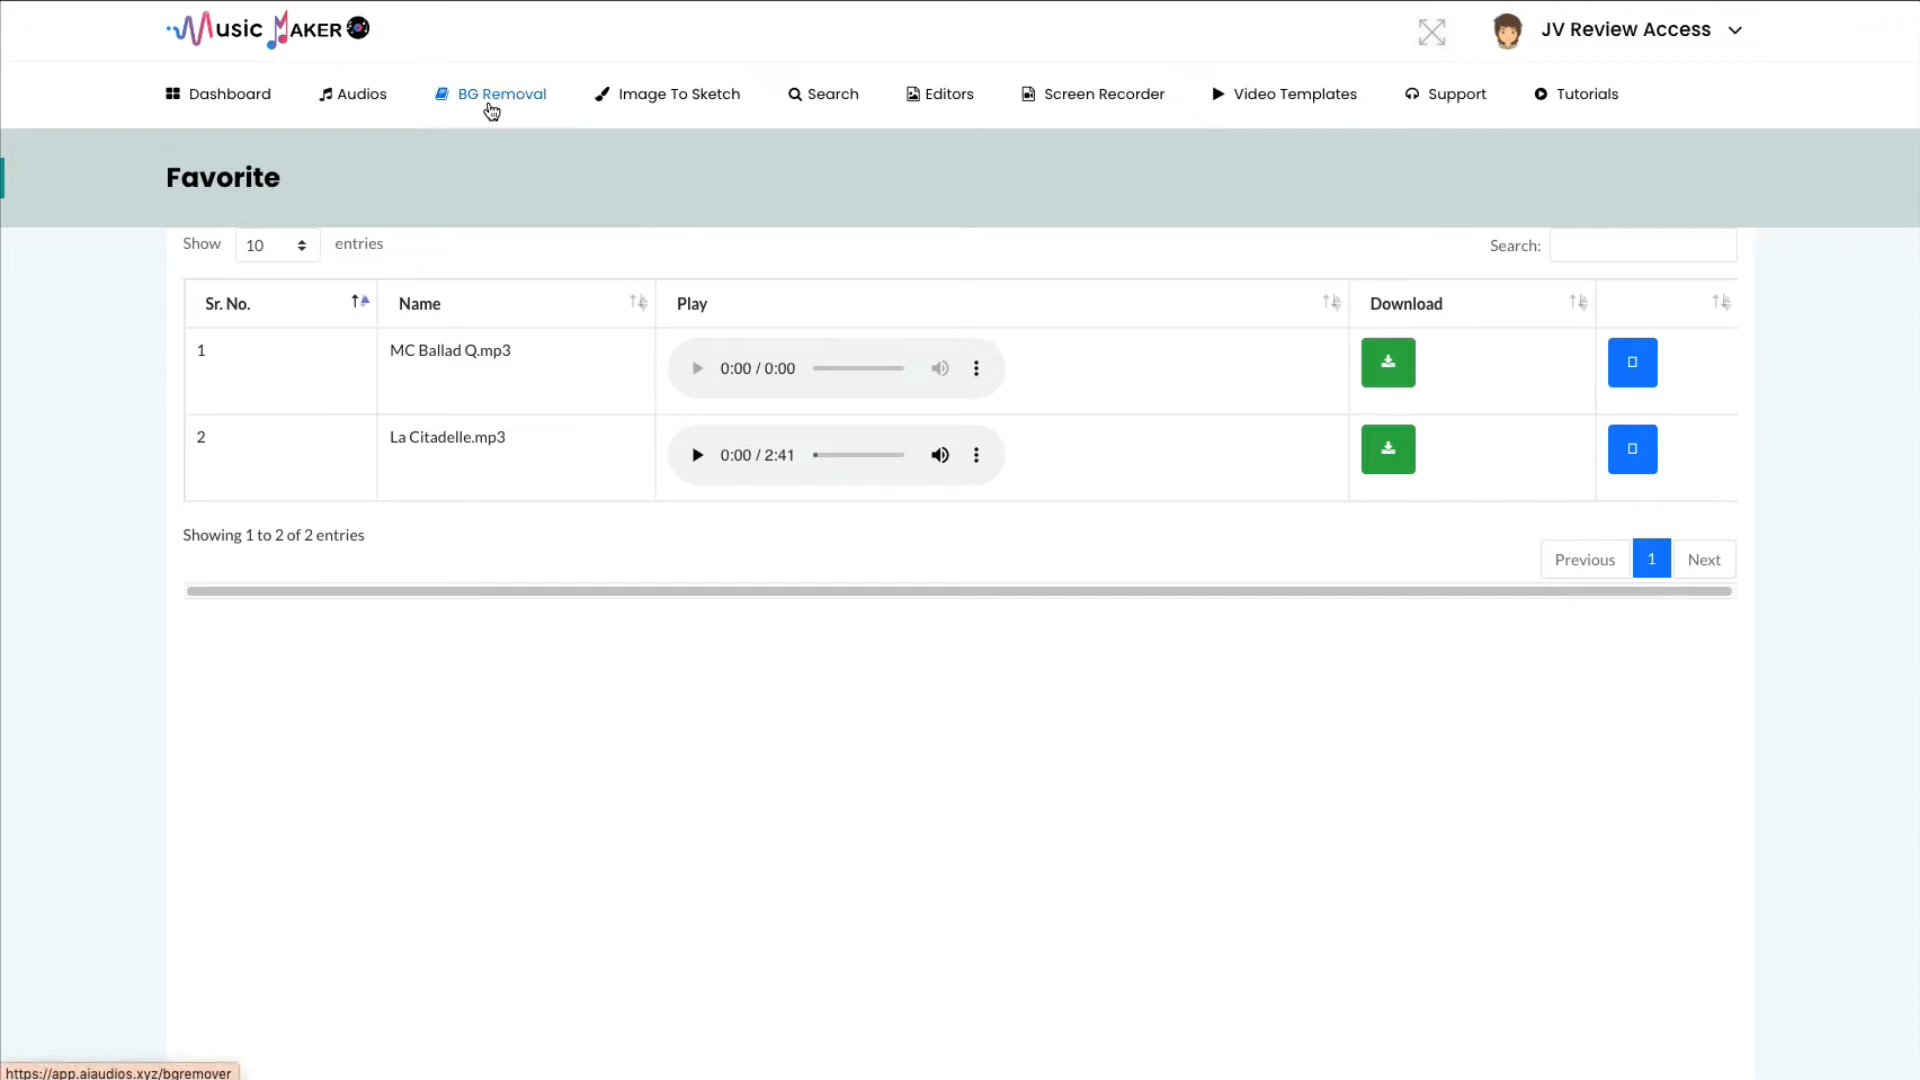 Music MAKER
JV Review Access
Dashboard
Audios
BG Removal
Image To Sketch
Search
Editors
Screen Recorder
Video Templates
Support
Tutorials
Favorite
Show 10 entries
Search:
Sr. No. Name Play Download
1 MC Ballad Q.mp3 0:00 / 0:00
2 La Citadelle.mp3 0:00 / 2:41
Showing 1 to 2 of 2 entries
Previous 1 Next
https://app.aiaudios.xyz/bgremover